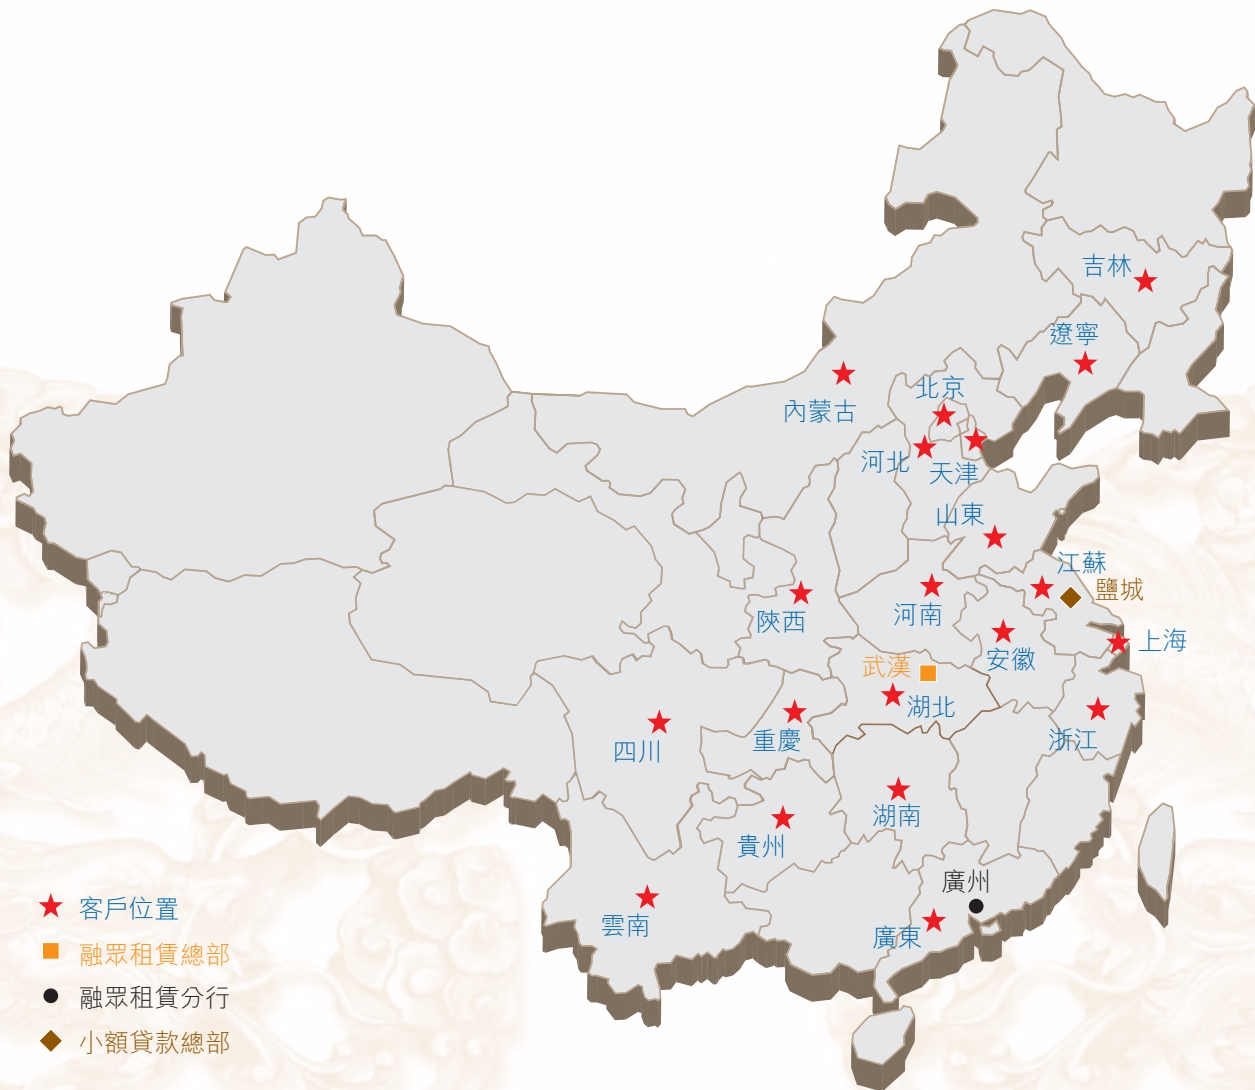 吉林
遼寧
北京
內蒙古
河北
天津
山東
江蘇
鹽城
陝西
河南
上海
安徽
武漢
湖北
浙江
重慶
四川
湖南
貴州
廣州
雲南
廣東
客戶位置
融眾租賃總部
融眾租賃分行
小額貸款總部